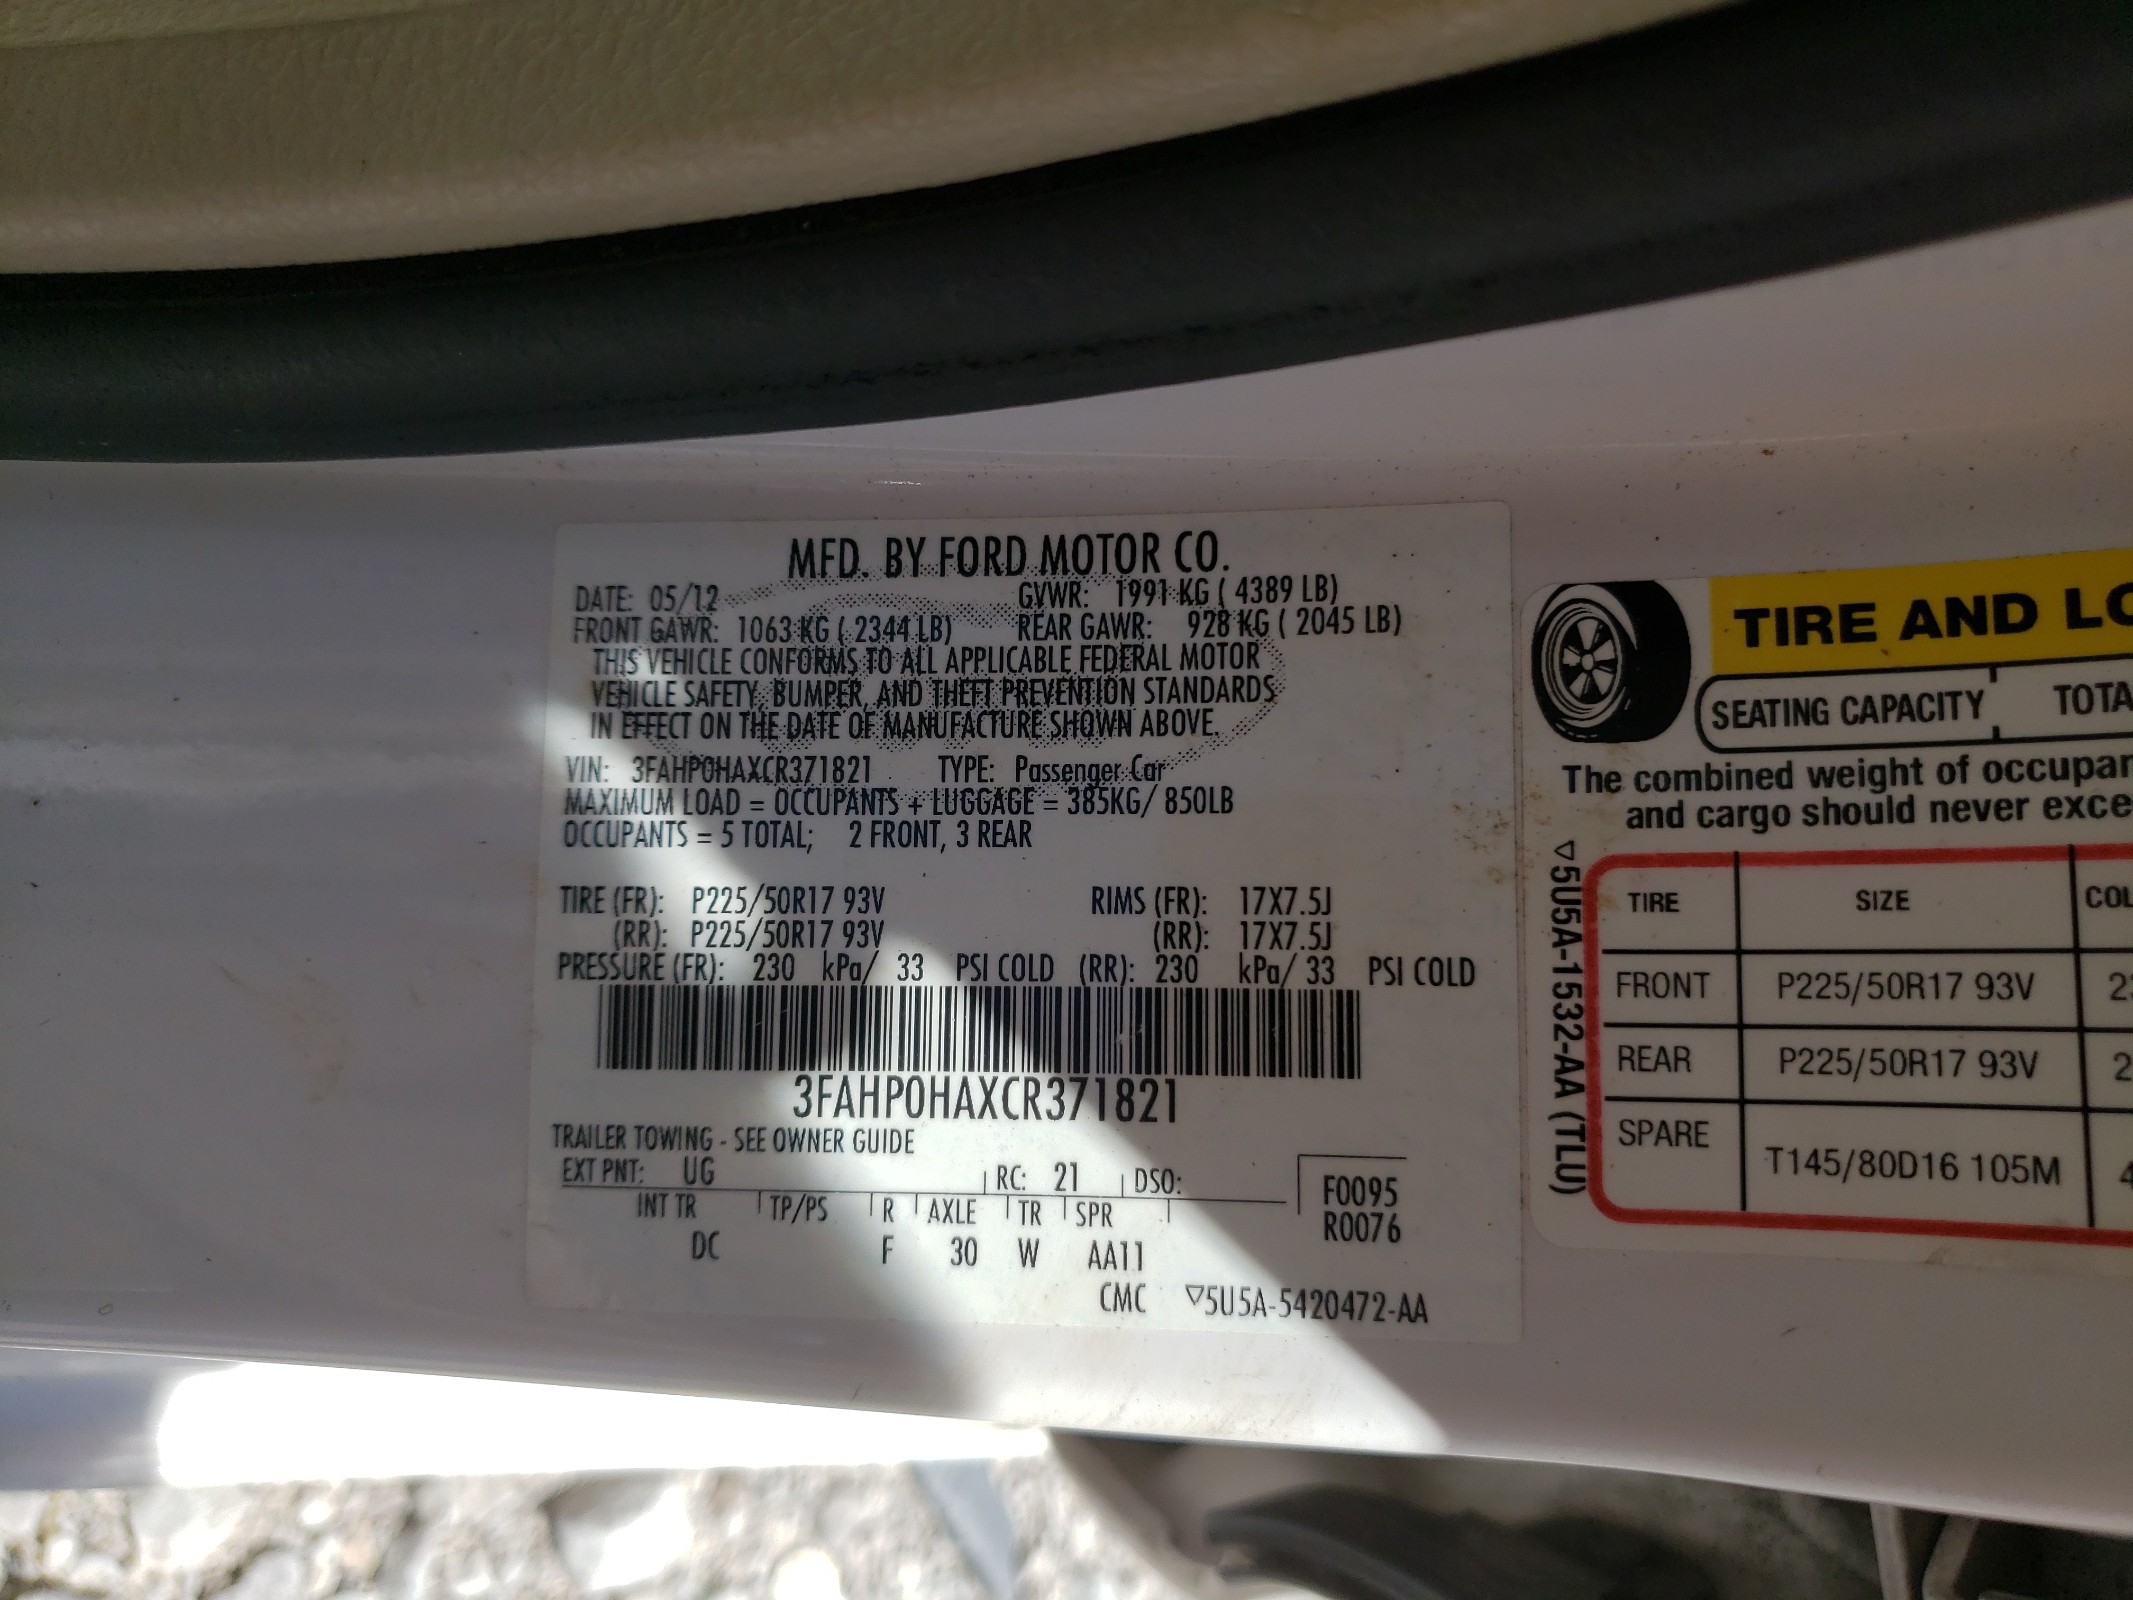 MFD. BY FORD MOTOR CO.
DATE: 05/12 GVWR: 1991 KG ( 4389 LB)
FRONT GAWR: 1063 KG ( 2344 LB) REAR GAWR: 928 KG ( 2045 LB)
THIS VEHICLE CONFORMS TO ALL APPLICABLE FEDERAL MOTOR
VEHICLE SAFETY, BUMPER, AND THEFT PREVENTION STANDARDS
IN EFFECT ON THE DATE OF MANUFACTURE SHOWN ABOVE.
VIN: 3FAHP0HAXCR371821 TYPE: Passenger Car
MAXIMUM LOAD = OCCUPANTS + LUGGAGE = 385KG/ 850LB
OCCUPANTS = 5 TOTAL; 2 FRONT, 3 REAR
TIRE (FR): P225/50R17 93V RIMS (FR): 17X7.5J
(RR): P225/50R17 93V (RR): 17X7.5J
PRESSURE (FR): 230 kPa/ 33 PSI COLD (RR): 230 kPa/ 33 PSI COLD
3FAHP0HAXCR371821
TRAILER TOWING - SEE OWNER GUIDE
EXT PNT: UG RC: 21 DSO:
INT TR TP/PS R AXLE TR SPR
DC F 30 W AA11
F0095
R0076
CMC ▽5U5A-5420472-AA
TIRE AND LO
SEATING CAPACITY TOTA
The combined weight of occupan
and cargo should never exce
▽5U5A-1532-AA (TLU)
TIRE SIZE COL
FRONT P225/50R17 93V 23
REAR P225/50R17 93V 2
SPARE T145/80D16 105M 4